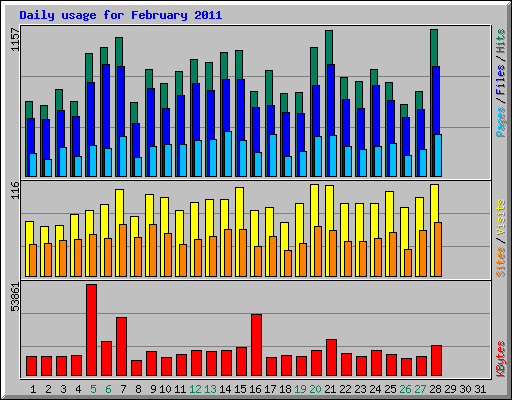 Daily usage for February 2011
1157
Pages / Files / Hits
116
Sites / Visits
53861
KBytes
1 2 3 4 5 6 7 8 9 10 11 12 13 14 15 16 17 18 19 20 21 22 23 24 25 26 27 28 29 30 31